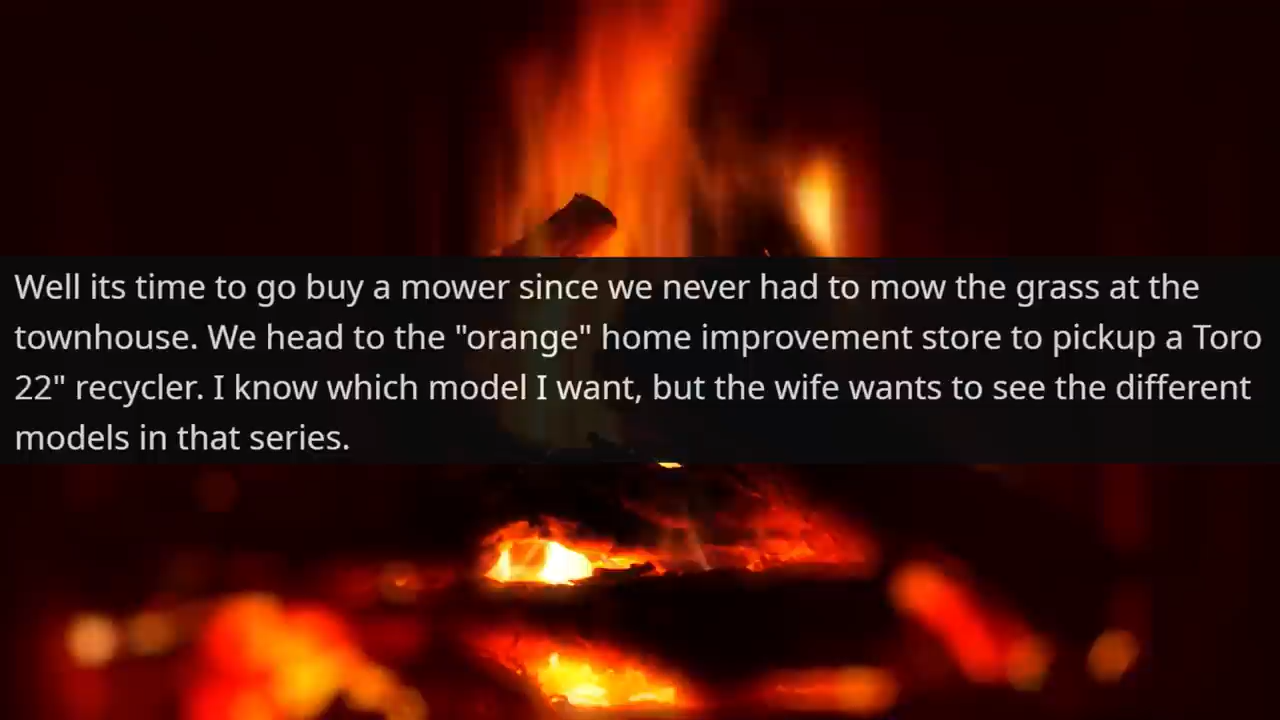 Well its time to go buy a mower since we never had to mow the grass at the
townhouse. We head to the "orange" home improvement store to pickup a Toro
22" recycler. I know which model I want, but the wife wants to see the different
models in that series.